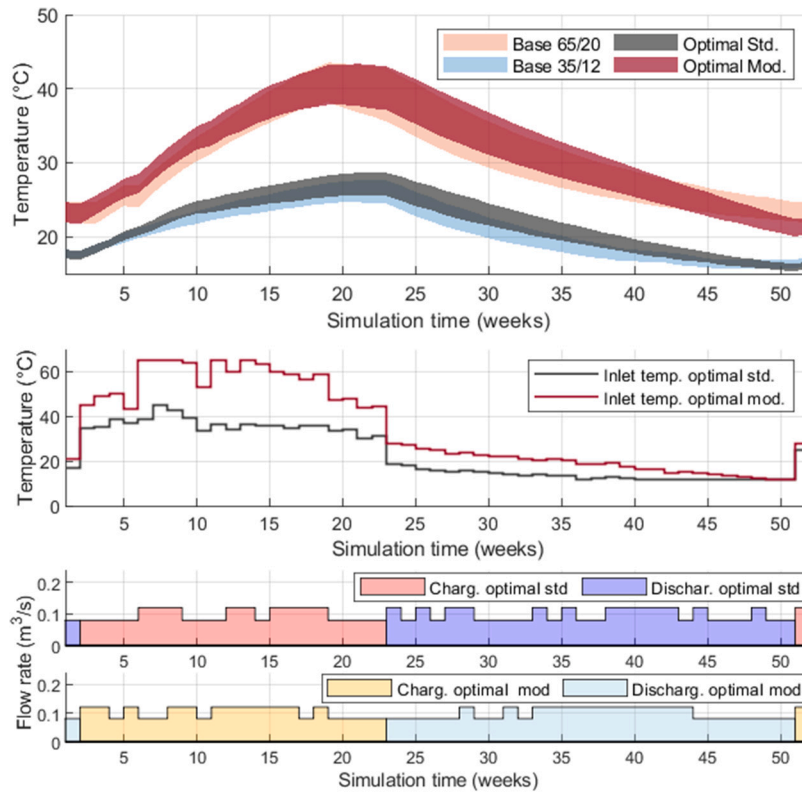 50
40
30
20
Temperature (°C)
Base 65/20
Optimal Std.
Base 35/12
Optimal Mod.
5 10 15 20 25 30 35 40 45 50
Simulation time (weeks)
60
40
20
0
Temperature (°C)
Inlet temp. optimal std.
Inlet temp. optimal mod.
5 10 15 20 25 30 35 40 45 50
Simulation time (weeks)
0.2
0.1
0
Charg. optimal std
Dischar. optimal std
5 10 15 20 25 30 35 40 45 50
Flow rate (m³/s)
0.2
0.1
0
Charg. optimal mod
Discharg. optimal mod
5 10 15 20 25 30 35 40 45 50
Simulation time (weeks)